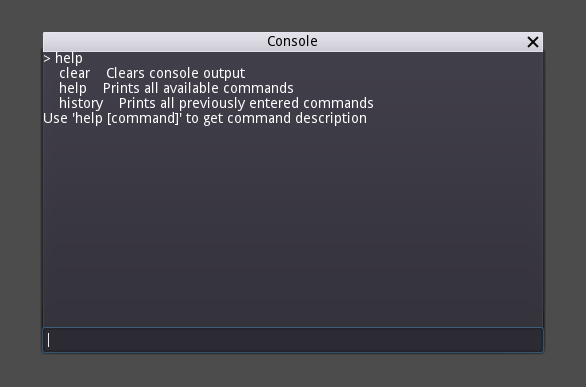 Console
> help
clear    Clears console output
help    Prints all available commands
history    Prints all previously entered commands
Use 'help [command]' to get command description